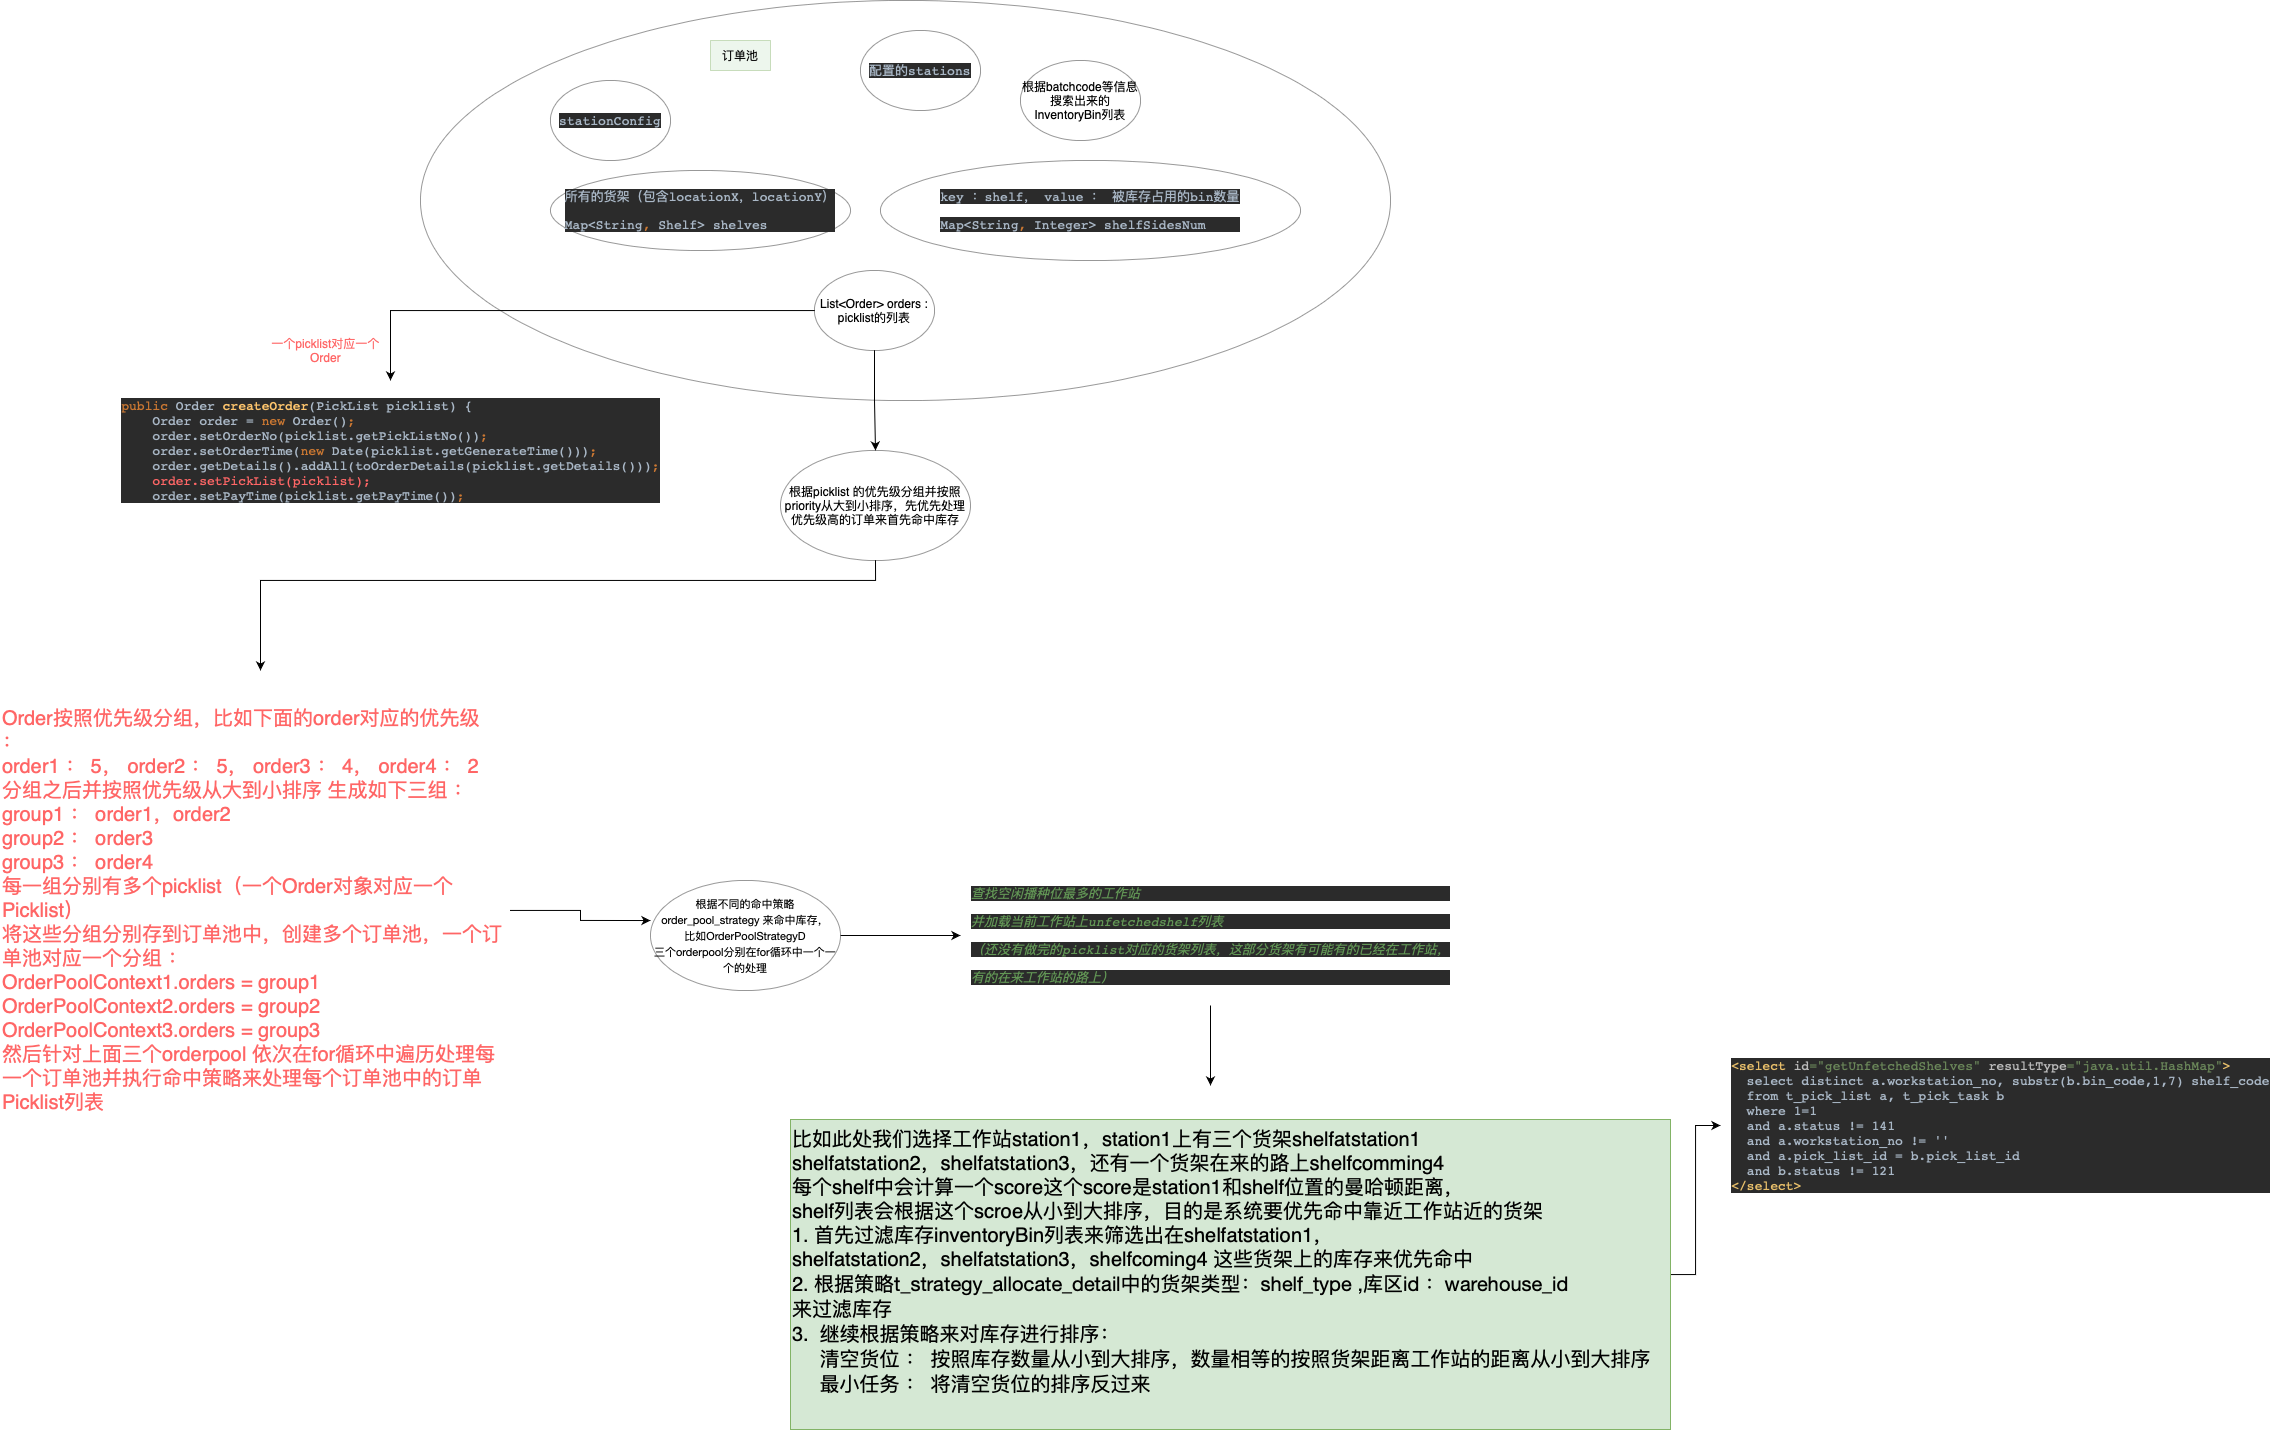 订单池
配置的stations
根据batchcode等信息
搜索出来的
InventoryBin列表
stationConfig
所有的货架（包含locationX，locationY）
Map<String, Shelf> shelves
key ：shelf， value ： 被库存占用的bin数量
Map<String, Integer> shelfSidesNum
List<Order> orders :
picklist的列表
一个picklist对应一个
Order
public Order createOrder(PickList picklist) {
Order order = new Order();
order.setOrderNo(picklist.getPickListNo());
order.setOrderTime(new Date(picklist.getGenerateTime()));
order.getDetails().addAll(toOrderDetails(picklist.getDetails()));
order.setPickList(picklist);
order.setPayTime(picklist.getPayTime());
根据picklist 的优先级分组并按照
priority从大到小排序，先优先处理
优先级高的订单来首先命中库存
Order按照优先级分组，比如下面的order对应的优先级
：
order1： 5， order2： 5， order3： 4， order4： 2
分组之后并按照优先级从大到小排序 生成如下三组：
group1： order1，order2
group2： order3
group3： order4
每一组分别有多个picklist（一个Order对象对应一个
Picklist）
将这些分组分别存到订单池中，创建多个订单池，一个订
单池对应一个分组：
OrderPoolContext1.orders = group1
OrderPoolContext2.orders = group2
OrderPoolContext3.orders = group3
然后针对上面三个orderpool 依次在for循环中遍历处理每
一个订单池并执行命中策略来处理每个订单池中的订单
Picklist列表
根据不同的命中策略
order_pool_strategy 来命中库存，
比如OrderPoolStrategyD
三个orderpool分别在for循环中一个一
个的处理
查找空闲播种位最多的工作站
并加载当前工作站上unfetchedshelf列表
（还没有做完的picklist对应的货架列表，这部分货架有可能有的已经在工作站，
有的在来工作站的路上）
比如此处我们选择工作站station1，station1上有三个货架shelfatstation1
shelfatstation2，shelfatstation3，还有一个货架在来的路上shelfcomming4
每个shelf中会计算一个score这个score是station1和shelf位置的曼哈顿距离，
shelf列表会根据这个scroe从小到大排序，目的是系统要优先命中靠近工作站近的货架
1. 首先过滤库存inventoryBin列表来筛选出在shelfatstation1，
shelfatstation2，shelfatstation3，shelfcoming4 这些货架上的库存来优先命中
2. 根据策略t_strategy_allocate_detail中的货架类型：shelf_type ,库区id ：warehouse_id
来过滤库存
3. 继续根据策略来对库存进行排序：
清空货位 ： 按照库存数量从小到大排序，数量相等的按照货架距离工作站的距离从小到大排序
最小任务 ： 将清空货位的排序反过来
<select id="getUnfetchedShelves" resultType="java.util.HashMap">
select distinct a.workstation_no, substr(b.bin_code,1,7) shelf_code
from t_pick_list a, t_pick_task b
where 1=1
and a.status != 141
and a.workstation_no != ''
and a.pick_list_id = b.pick_list_id
and b.status != 121
</select>